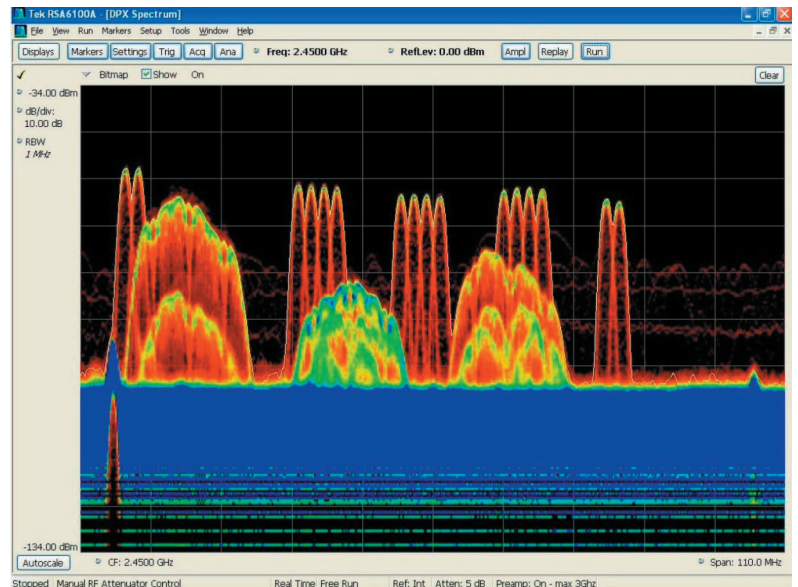 Tek RSA6100A - [DPX Spectrum]
File View Run Markers Setup Tools Window Help
Displays Markers Settings Trig Acq Ana Freq: 2.4500 GHz RefLev: 0.00 dBm Ampl Replay Run
Bitmap Show On Clear
-34.00 dBm
dB/div:
10.00 dB
RBW
1 MHz
-134.00 dBm
Autoscale CF: 2.4500 GHz Span: 110.0 MHz
Stopped Manual RF Attenuator Control Real Time Free Run Ref: Int Atten: 5 dB Preamp: On - max 3Ghz